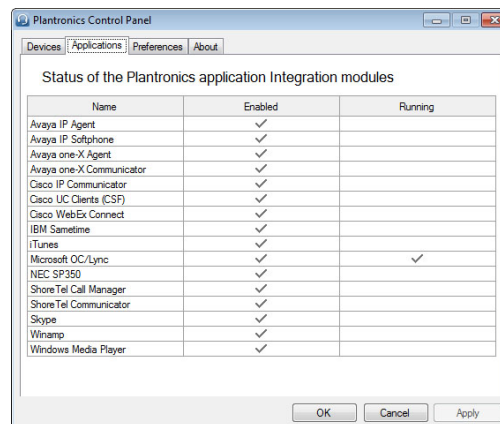 Plantronics Control Panel
Devices Applications Preferences About
Status of the Plantronics application Integration modules
Name Enabled Running
Avaya IP Agent
Avaya IP Softphone
Avaya one-X Agent
Avaya one-X Communicator
Cisco IP Communicator
Cisco UC Clients (CSF)
Cisco WebEx Connect
IBM Sametime
iTunes
Microsoft OC/Lync
NEC SP350
ShoreTel Call Manager
ShoreTel Communicator
Skype
Winamp
Windows Media Player
OK Cancel Apply